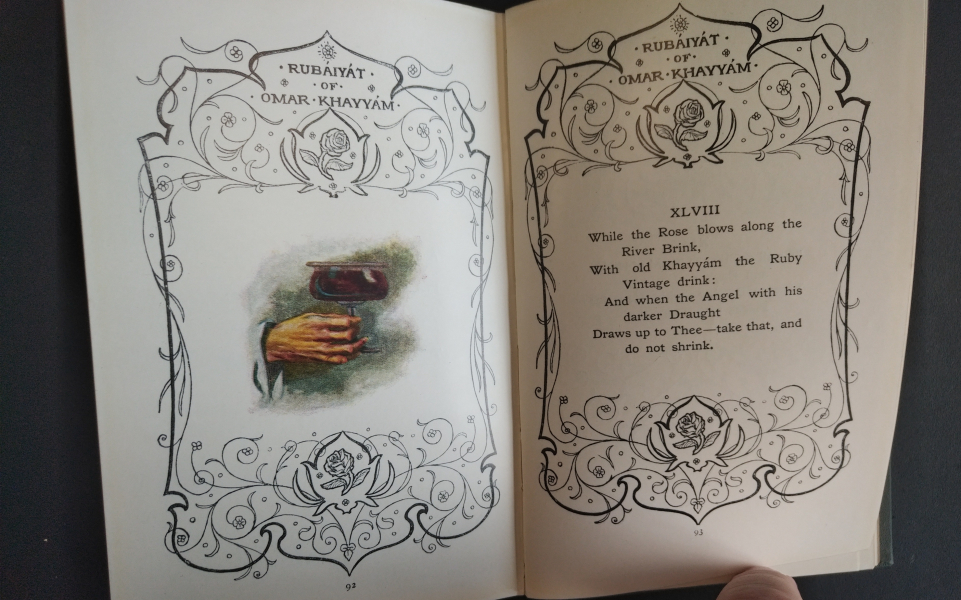 · RUBÁIYÁT ·
· OF ·
· OMAR · KHAYYÁM ·
92
· RUBÁIYÁT ·
· OF ·
· OMAR · KHAYYÁM ·
XLVIII
While the Rose blows along the
River Brink,
With old Khayyám the Ruby
Vintage drink:
And when the Angel with his
darker Draught
Draws up to Thee—take that, and
do not shrink.
93